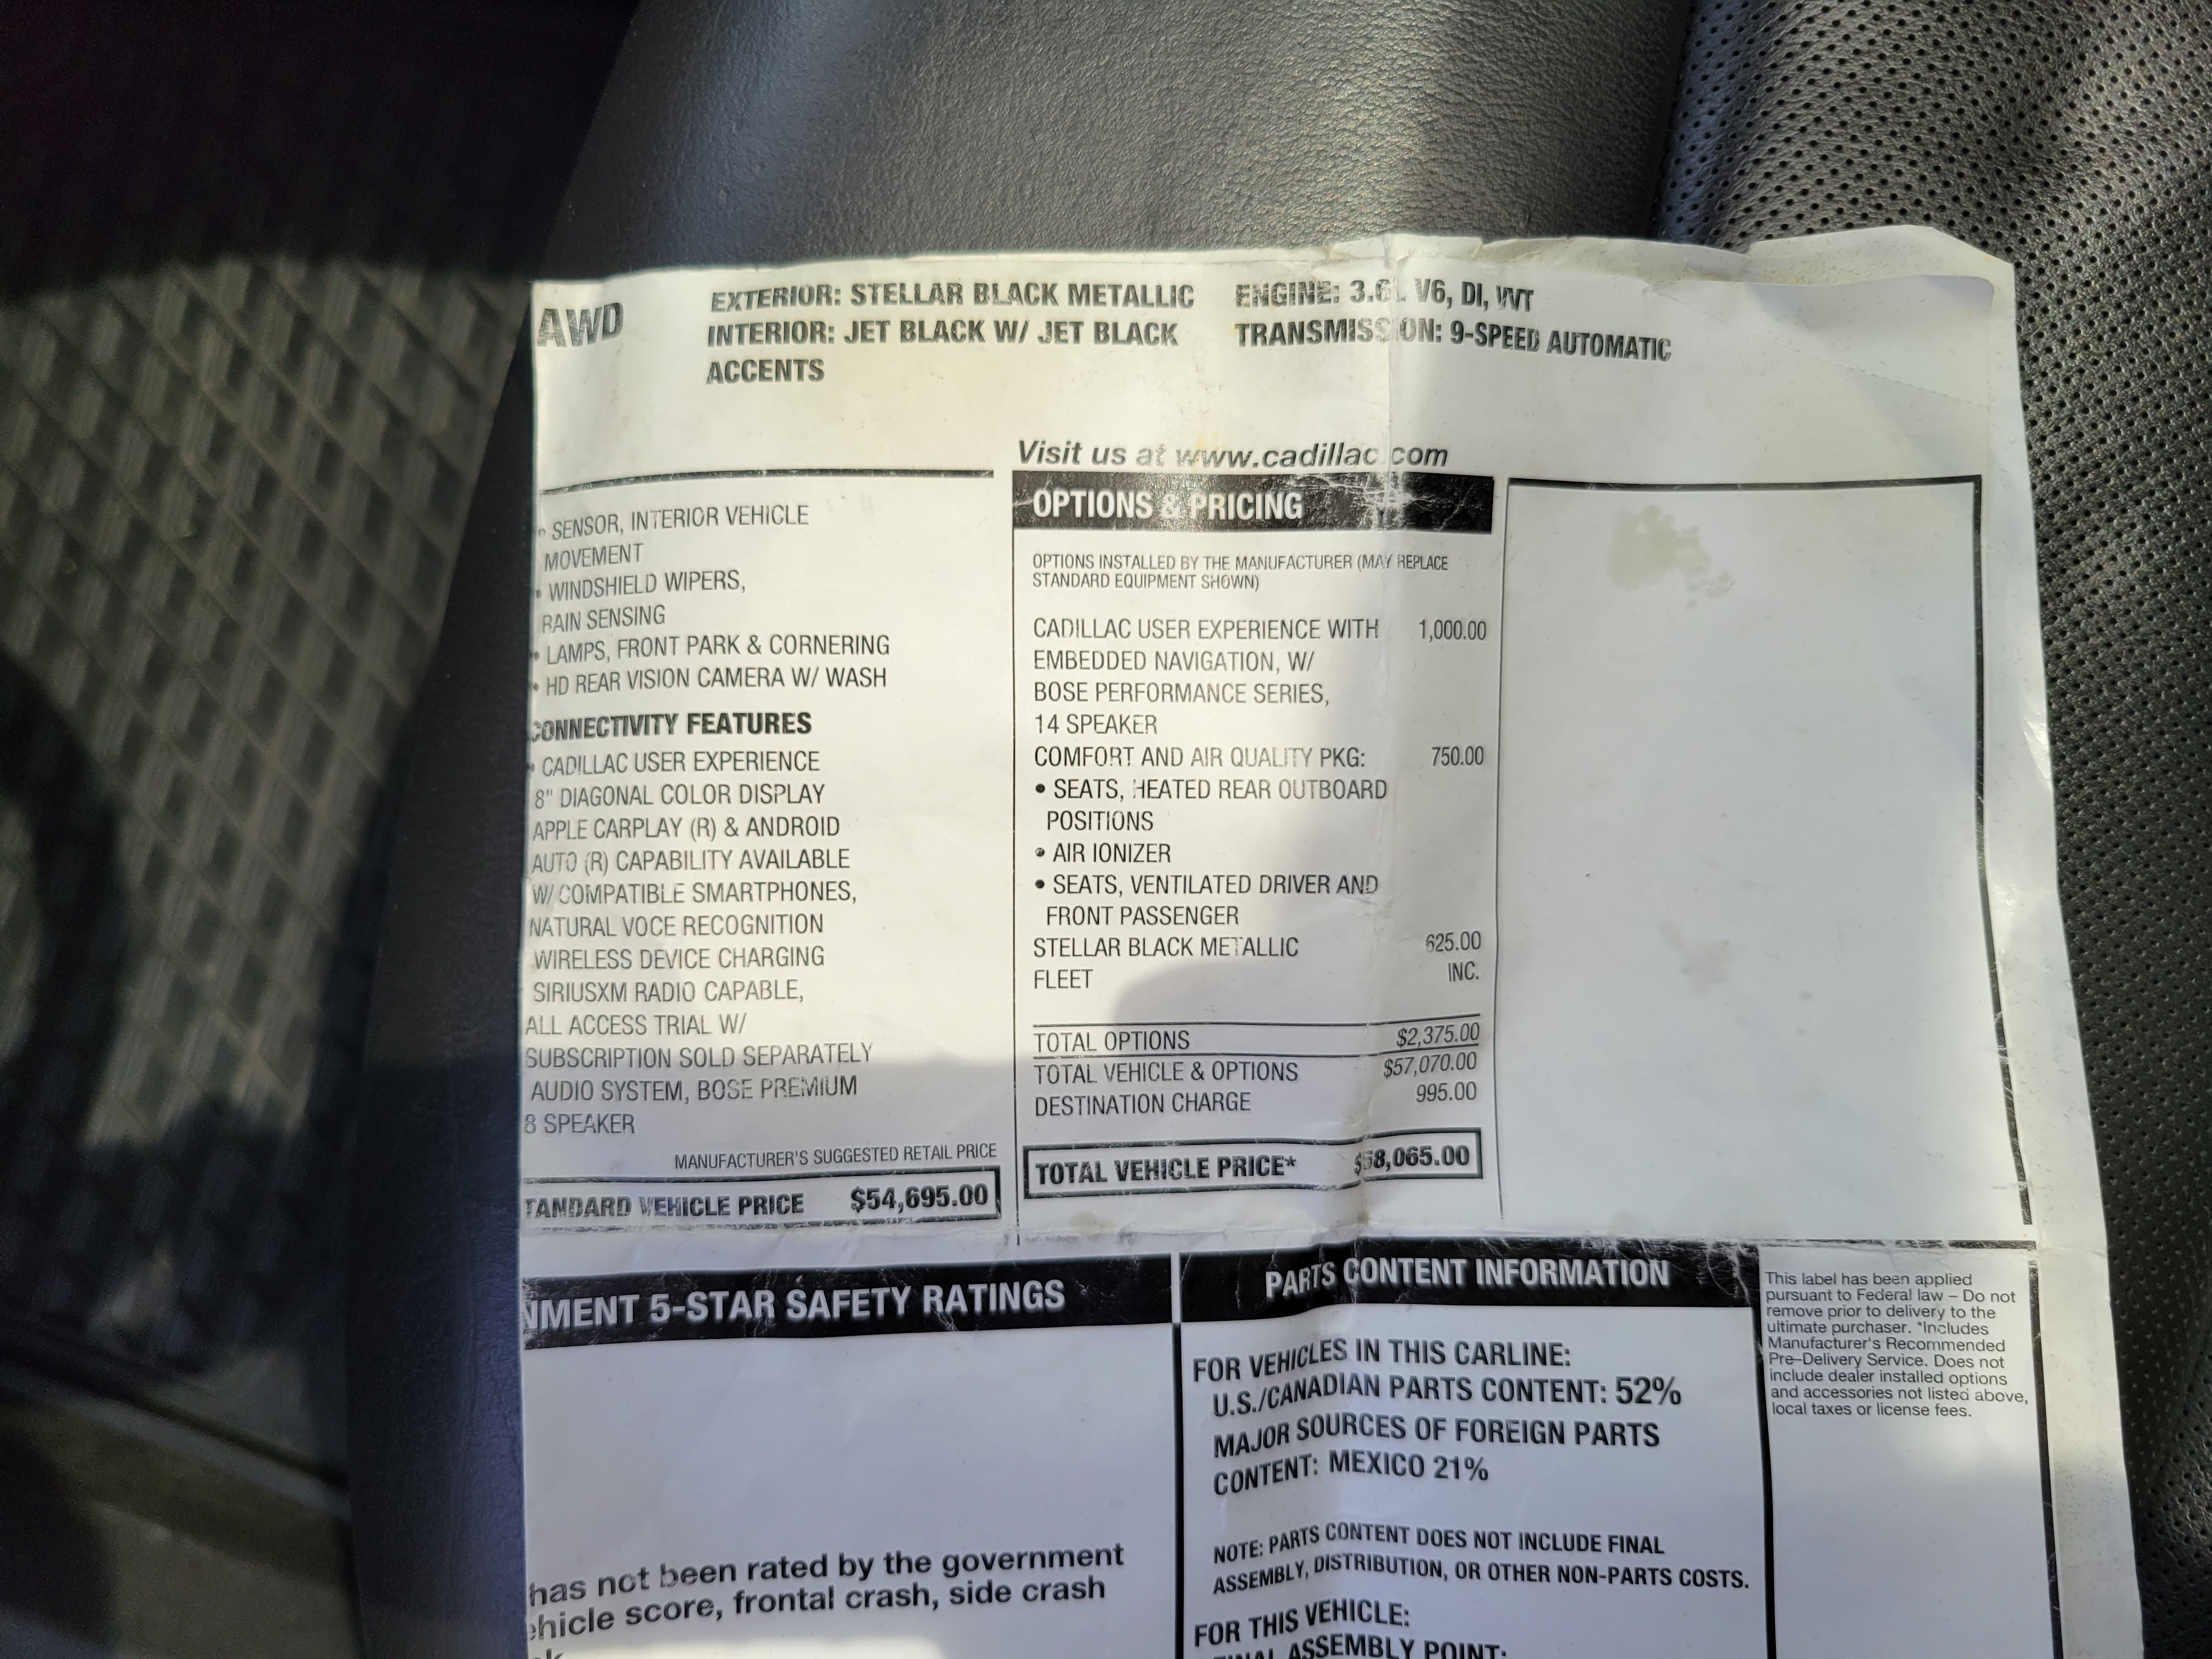 AWD
EXTERIOR: STELLAR BLACK METALLIC
INTERIOR: JET BLACK W/ JET BLACK
ACCENTS
ENGINE: 3.6L V6, DI, VVT
TRANSMISSION: 9-SPEED AUTOMATIC
Visit us at www.cadillac.com
• SENSOR, INTERIOR VEHICLE
MOVEMENT
• WINDSHIELD WIPERS,
RAIN SENSING
• LAMPS, FRONT PARK & CORNERING
• HD REAR VISION CAMERA W/ WASH
CONNECTIVITY FEATURES
• CADILLAC USER EXPERIENCE
8" DIAGONAL COLOR DISPLAY
APPLE CARPLAY (R) & ANDROID
AUTO (R) CAPABILITY AVAILABLE
W/ COMPATIBLE SMARTPHONES,
NATURAL VOCE RECOGNITION
WIRELESS DEVICE CHARGING
SIRIUSXM RADIO CAPABLE,
ALL ACCESS TRIAL W/
SUBSCRIPTION SOLD SEPARATELY
AUDIO SYSTEM, BOSE PREMIUM
8 SPEAKER
MANUFACTURER'S SUGGESTED RETAIL PRICE
TANDARD VEHICLE PRICE $54,695.00
OPTIONS & PRICING
OPTIONS INSTALLED BY THE MANUFACTURER (MAY REPLACE
STANDARD EQUIPMENT SHOWN)
CADILLAC USER EXPERIENCE WITH 1,000.00
EMBEDDED NAVIGATION, W/
BOSE PERFORMANCE SERIES,
14 SPEAKER
COMFORT AND AIR QUALITY PKG: 750.00
• SEATS, HEATED REAR OUTBOARD
POSITIONS
• AIR IONIZER
• SEATS, VENTILATED DRIVER AND
FRONT PASSENGER
STELLAR BLACK METALLIC 625.00
FLEET INC.
TOTAL OPTIONS $2,375.00
TOTAL VEHICLE & OPTIONS $57,070.00
DESTINATION CHARGE 995.00
TOTAL VEHICLE PRICE* $58,065.00
NMENT 5-STAR SAFETY RATINGS
has not been rated by the government
ehicle score, frontal crash, side crash
PARTS CONTENT INFORMATION
FOR VEHICLES IN THIS CARLINE:
U.S./CANADIAN PARTS CONTENT: 52%
MAJOR SOURCES OF FOREIGN PARTS
CONTENT: MEXICO 21%
NOTE: PARTS CONTENT DOES NOT INCLUDE FINAL
ASSEMBLY, DISTRIBUTION, OR OTHER NON-PARTS COSTS.
FOR THIS VEHICLE:
FINAL ASSEMBLY POINT:
This label has been applied
pursuant to Federal law – Do not
remove prior to delivery to the
ultimate purchaser. *Includes
Manufacturer's Recommended
Pre–Delivery Service. Does not
include dealer installed options
and accessories not listed above,
local taxes or license fees.